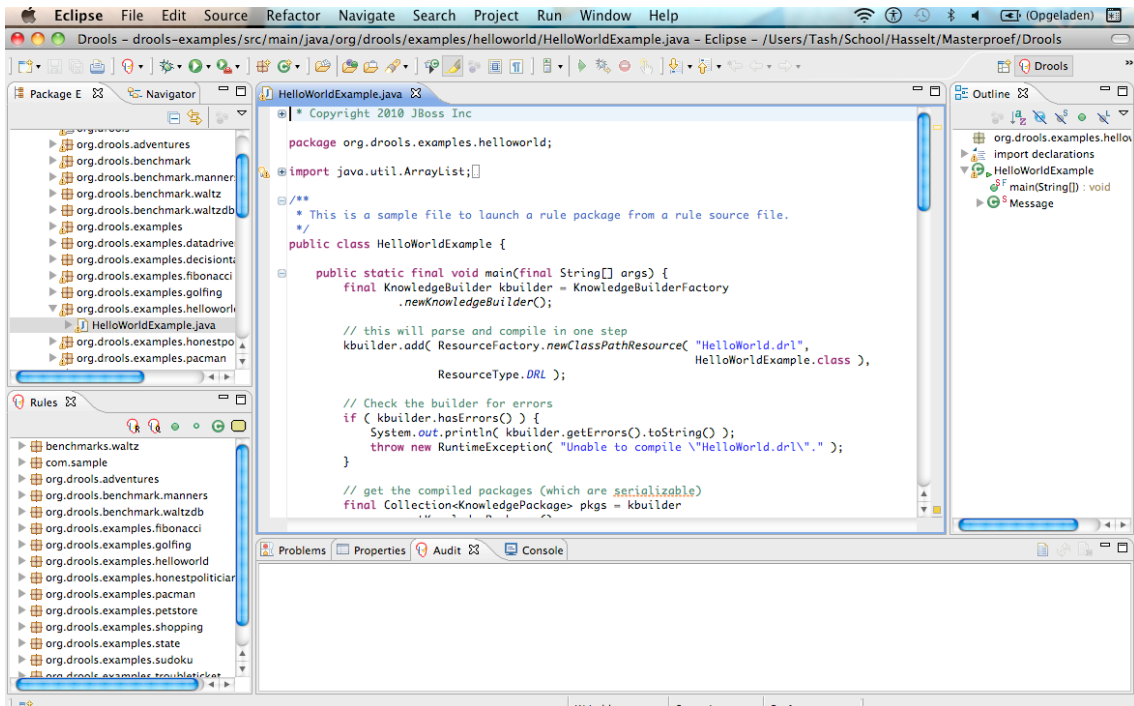 Eclipse File Edit Source Refactor Navigate Search Project Run Window Help (Opgeladen)
Drools – drools-examples/src/main/java/org/drools/examples/helloworld/HelloWorldExample.java – Eclipse – /Users/Tash/School/Hasselt/Masterproef/Drools
Drools
Package E
Navigator
org.drools
org.drools.adventures
org.drools.benchmark
org.drools.benchmark.manner
org.drools.benchmark.waltz
org.drools.benchmark.waltzdb
org.drools.examples
org.drools.examples.datadrive
org.drools.examples.decisionta
org.drools.examples.fibonacci
org.drools.examples.golfing
org.drools.examples.helloworl
HelloWorldExample.java
org.drools.examples.honestpo
org.drools.examples.pacman
Rules
benchmarks.waltz
com.sample
org.drools.adventures
org.drools.benchmark.manners
org.drools.benchmark.waltzdb
org.drools.examples.fibonacci
org.drools.examples.golfing
org.drools.examples.helloworld
org.drools.examples.honestpolitician
org.drools.examples.pacman
org.drools.examples.petstore
org.drools.examples.shopping
org.drools.examples.state
org.drools.examples.sudoku
org.drools.examples.troubleticket
HelloWorldExample.java
* Copyright 2010 JBoss Inc
package org.drools.examples.helloworld;
import java.util.ArrayList;
/**
* This is a sample file to launch a rule package from a rule source file.
*/
public class HelloWorldExample {
public static final void main(final String[] args) {
final KnowledgeBuilder kbuilder = KnowledgeBuilderFactory
.newKnowledgeBuilder();
// this will parse and compile in one step
kbuilder.add( ResourceFactory.newClassPathResource( "HelloWorld.drl",
HelloWorldExample.class ),
ResourceType.DRL );
// Check the builder for errors
if ( kbuilder.hasErrors() ) {
System.out.println( kbuilder.getErrors().toString() );
throw new RuntimeException( "Unable to compile \"HelloWorld.drl\"." );
}
// get the compiled packages (which are serializable)
final Collection<KnowledgePackage> pkgs = kbuilder
Problems
Properties
Audit
Console
Outline
org.drools.examples.hellow
import declarations
HelloWorldExample
main(String[]) : void
Message